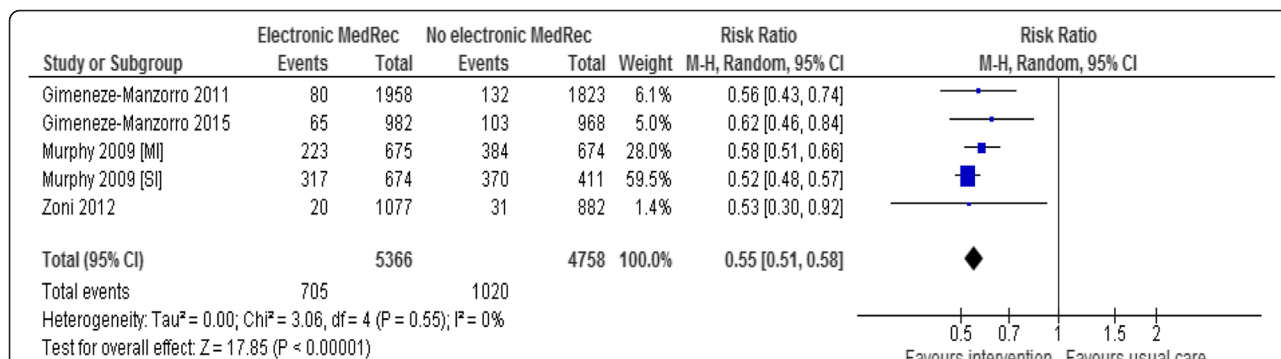 Electronic MedRec No electronic MedRec Risk Ratio Risk Ratio
Study or Subgroup Events Total Events Total Weight M-H, Random, 95% CI M-H, Random, 95% CI
Gimeneze-Manzorro 2011 80 1958 132 1823 6.1% 0.56 [0.43, 0.74]
Gimeneze-Manzorro 2015 65 982 103 968 5.0% 0.62 [0.46, 0.84]
Murphy 2009 [MI] 223 675 384 674 28.0% 0.58 [0.51, 0.66]
Murphy 2009 [SI] 317 674 370 411 59.5% 0.52 [0.48, 0.57]
Zoni 2012 20 1077 31 882 1.4% 0.53 [0.30, 0.92]
Total (95% CI) 5366 4758 100.0% 0.55 [0.51, 0.58]
Total events 705 1020
Heterogeneity: Tau² = 0.00; Chi² = 3.06, df = 4 (P = 0.55); I² = 0%
Test for overall effect: Z = 17.85 (P < 0.00001)
0.5 0.7 1 1.5 2
Favours intervention Favours usual care